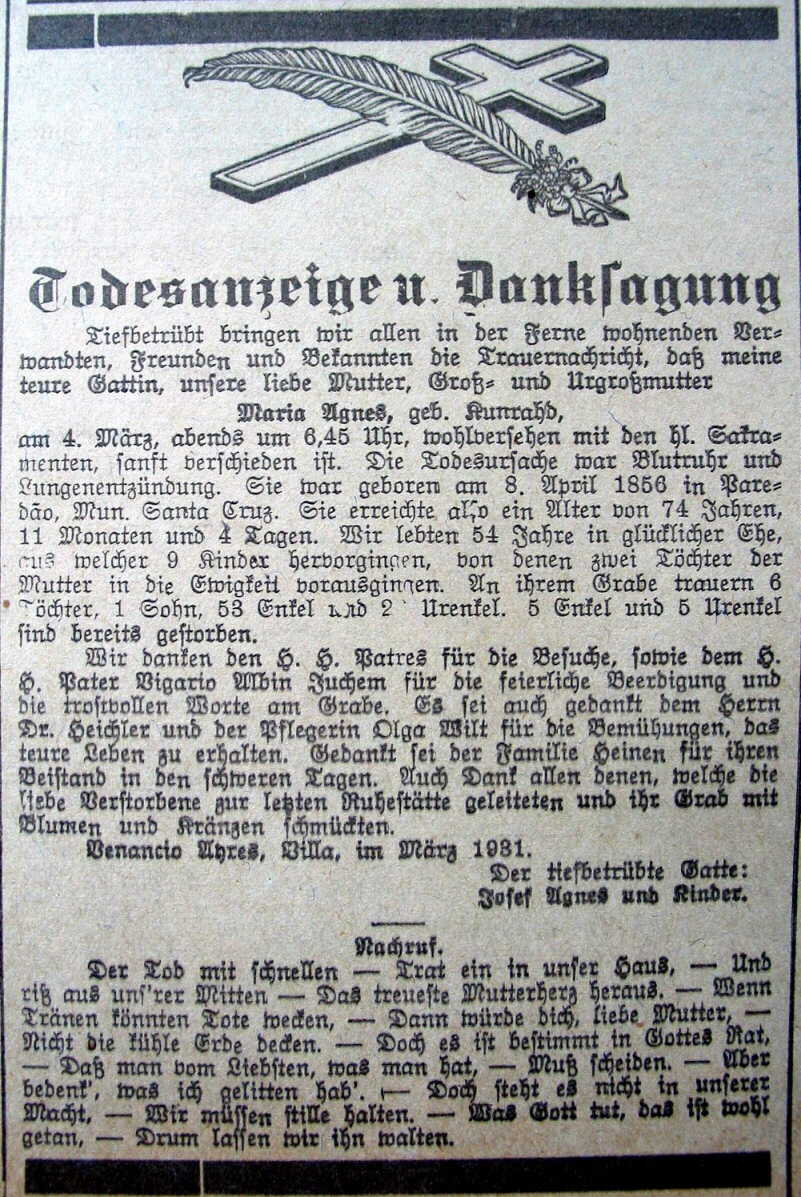 Todesanzeige u. Danksagung
Tiefbetrübt bringen wir allen in der Ferne wohnenden Ver-
wandten, Freunden und Bekannten die Trauernachricht, daß meine
teure Gattin, unsere liebe Mutter, Groß- und Urgroßmutter
Maria Agnes, geb. Kunrahd,
am 4. März, abends um 6,45 Uhr, wohlversehen mit den hl. Sakra-
menten, sanft verschieden ist. Die Todesursache war Blutruhr und
Lungenentzündung. Sie war geboren am 8. April 1856 in Pare-
dão, Mun. Santa Cruz. Sie erreichte also ein Alter von 74 Jahren,
11 Monaten und 4 Tagen. Wir lebten 54 Jahre in glücklicher Ehe,
aus welcher 9 Kinder hervorgingen, von denen zwei Töchter der
Mutter in die Ewigkeit vorausgingen. An ihrem Grabe trauern 6
Töchter, 1 Sohn, 53 Enkel und Urenkel. 5 Enkel und 5 Urenkel
sind bereits gestorben.
Wir danken den H. H. Patres für die Besuche, sowie dem H.
H. Pater Vigario Albin Juchem für die feierliche Beerdigung und
die trostvollen Worte am Grabe. Es sei auch gedankt dem Herrn
Dr. Heichler und der Pflegerin Olga Wilt für die Bemühungen, das
teure Leben zu erhalten. Gedankt sei der Familie Heinen für ihren
Beistand in den schweren Tagen. Auch Dank allen denen, welche die
liebe Verstorbene zur letzten Ruhestätte geleiteten und ihr Grab mit
Blumen und Kränzen schmückten.
Venancio Ayres, Villa, im März 1931.
Der tiefbetrübte Gatte:
Josef Agnes und Kinder.
Nachruf.
Der Tod mit schnellen — Trat ein in unser Haus, — Und
riß aus uns'rer Mitten — Das treueste Mutterherz heraus. — Wenn
Tränen könnten Tote wecken, — Dann würde dich, liebe Mutter, —
Nicht die kühle Erde decken. — Doch es ist bestimmt in Gottes Rat,
— Daß man vom Liebsten, was man hat, — Muß scheiden. — Aber
bedenk', was ich gelitten hab'. — Doch steht es nicht in unserer
Macht, — Wir müssen stille halten. — Was Gott tut, das ist wohl
getan, — Drum lassen wir ihn walten.